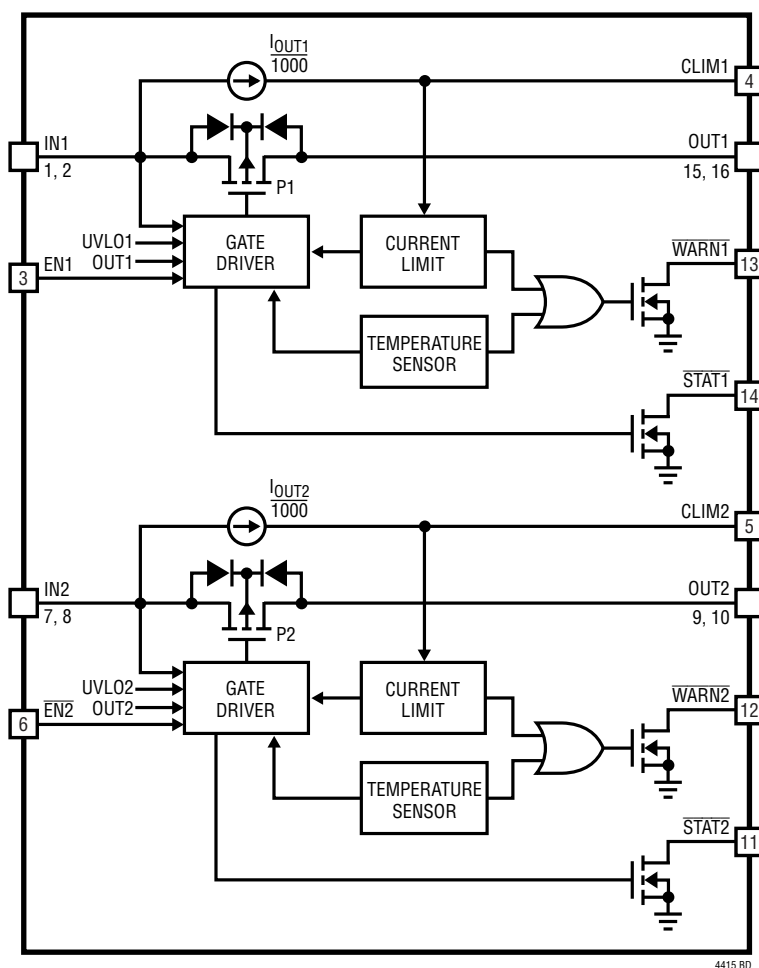 IOUT1
1000
CLIM1
4
IN1
1, 2
P1
OUT1
15, 16
UVLO1
OUT1
3
EN1
GATE
DRIVER
CURRENT
LIMIT
WARN1
13
TEMPERATURE
SENSOR
STAT1
14
IOUT2
1000
CLIM2
5
IN2
7, 8
P2
OUT2
9, 10
UVLO2
OUT2
6
EN2
GATE
DRIVER
CURRENT
LIMIT
WARN2
12
TEMPERATURE
SENSOR
STAT2
11
4415 BD